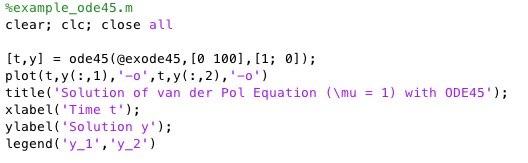 %example_ode45.m
clear; clc; close all
[t,y] = ode45(@exode45,[0 100],[1; 0]);
plot(t,y(:,1),'-o',t,y(:,2),'-o')
title('Solution of van der Pol Equation (\mu = 1) with ODE45');
xlabel('Time t');
ylabel('Solution y');
legend('y_1','y_2')